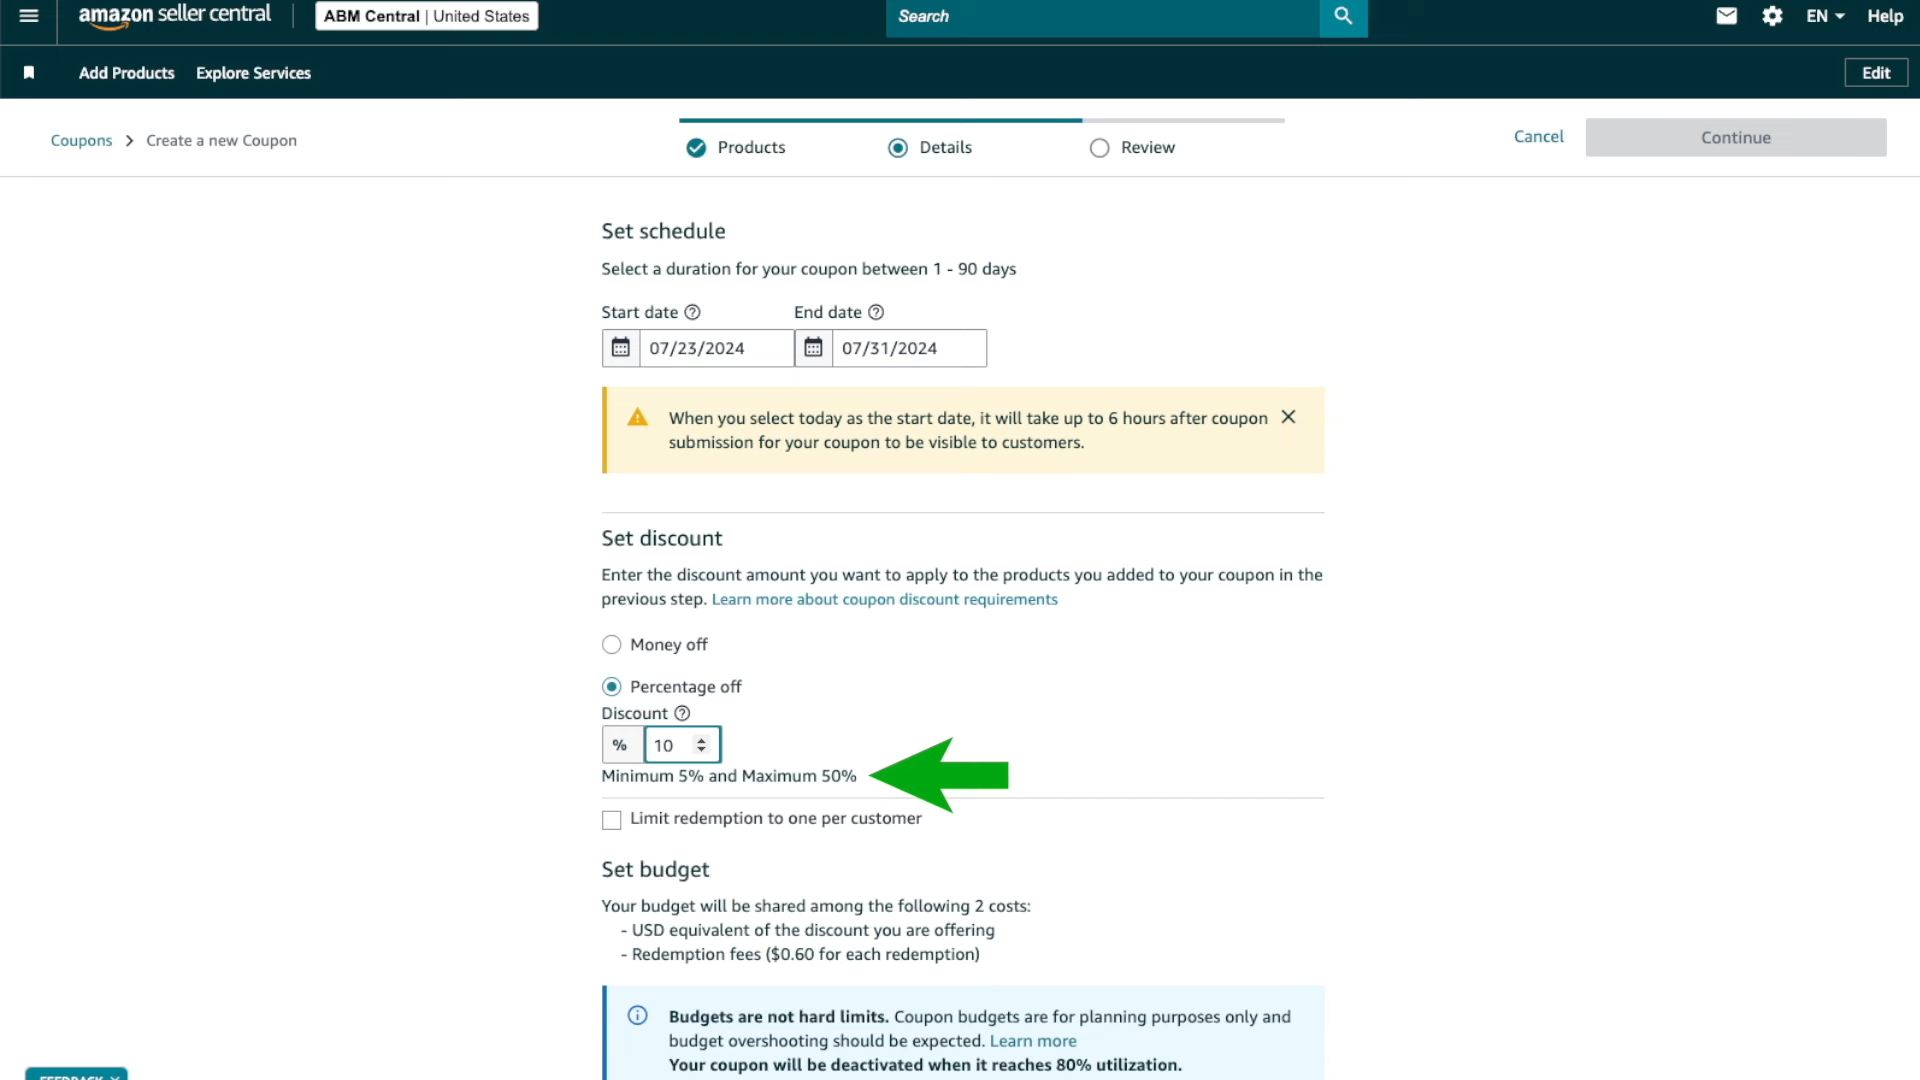 amazon seller central
ABM Central | United States
Search
EN
Help
Add Products
Explore Services
Edit
Coupons
Create a new Coupon
Products
Details
Review
Cancel
Continue
Set schedule
Select a duration for your coupon between 1 - 90 days
Start date
End date
07/23/2024
07/31/2024
When you select today as the start date, it will take up to 6 hours after coupon
submission for your coupon to be visible to customers.
Set discount
Enter the discount amount you want to apply to the products you added to your coupon in the
previous step. Learn more about coupon discount requirements
Money off
Percentage off
Discount
% 10
Minimum 5% and Maximum 50%
Limit redemption to one per customer
Set budget
Your budget will be shared among the following 2 costs:
- USD equivalent of the discount you are offering
- Redemption fees ($0.60 for each redemption)
Budgets are not hard limits. Coupon budgets are for planning purposes only and
budget overshooting should be expected. Learn more
Your coupon will be deactivated when it reaches 80% utilization.
FEEDBACK